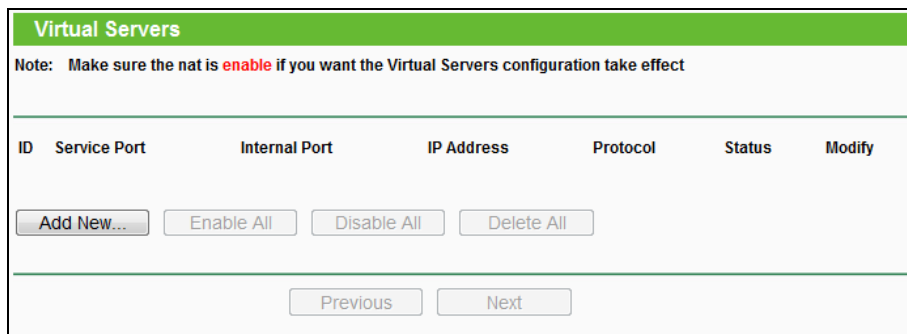 Virtual Servers
Note: Make sure the nat is enable if you want the Virtual Servers configuration take effect
ID Service Port Internal Port IP Address Protocol Status Modify
Add New... Enable All Disable All Delete All
Previous Next